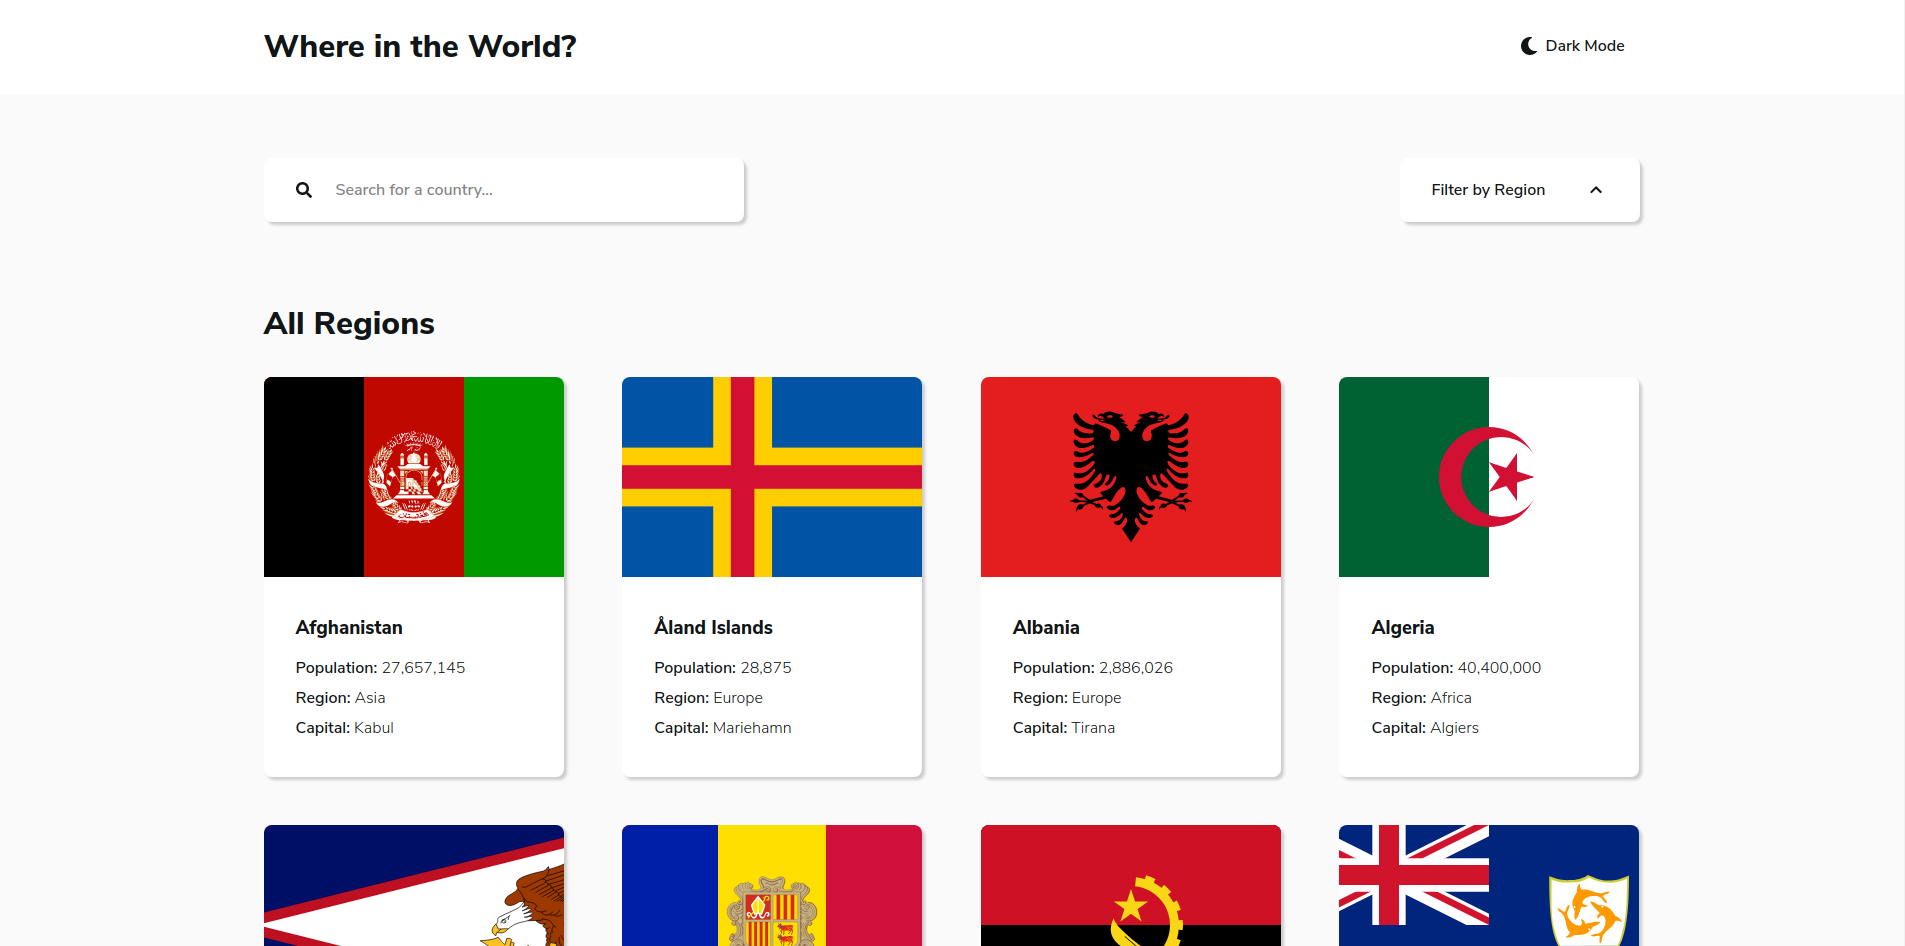 Where in the World?
Dark Mode
Search for a country...
Filter by Region
All Regions
Afghanistan
Population: 27,657,145
Region: Asia
Capital: Kabul
Åland Islands
Population: 28,875
Region: Europe
Capital: Mariehamn
Albania
Population: 2,886,026
Region: Europe
Capital: Tirana
Algeria
Population: 40,400,000
Region: Africa
Capital: Algiers